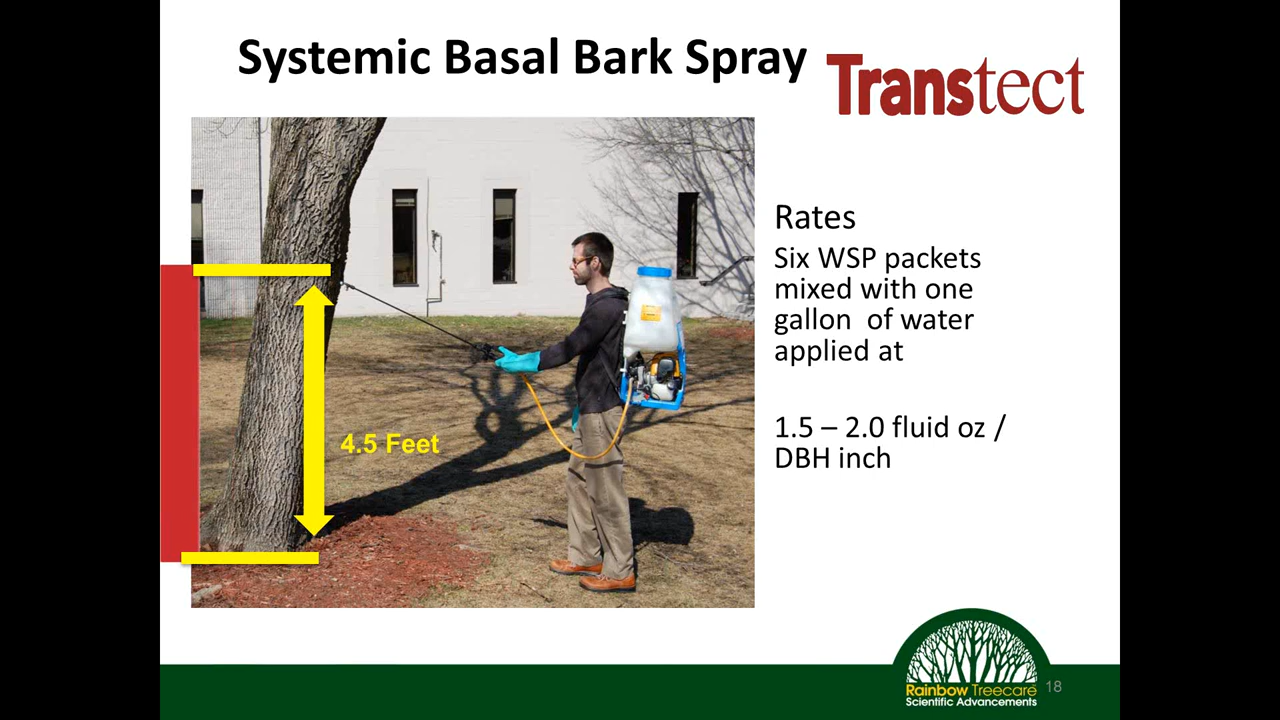 Systemic Basal Bark Spray
Transtect
Rates
Six WSP packets
mixed with one
gallon of water
applied at
1.5 – 2.0 fluid oz /
DBH inch
4.5 Feet
Rainbow Treecare
Scientific Advancements
18